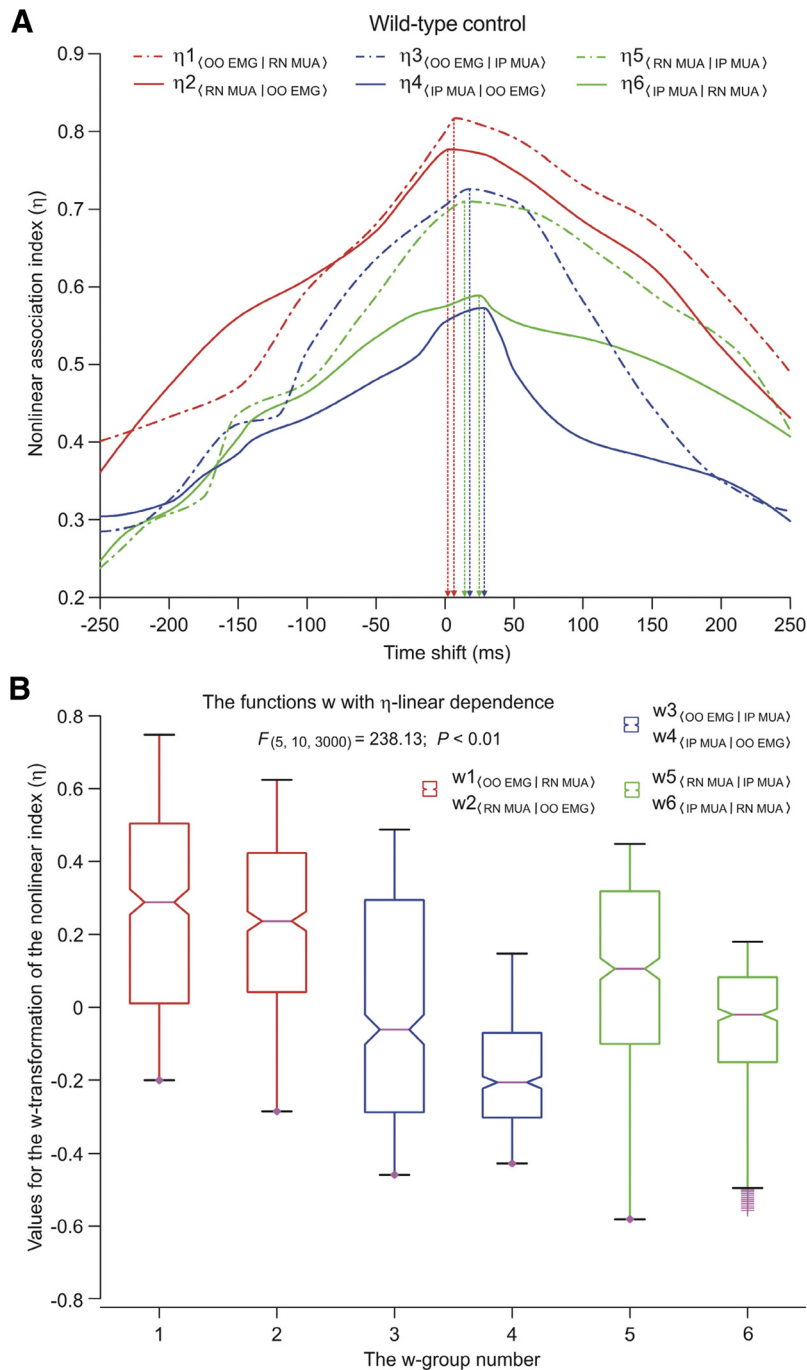 A
Wild-type control
η1⟨OO EMG | RN MUA⟩ η3⟨OO EMG | IP MUA⟩ η5⟨RN MUA | IP MUA⟩
η2⟨RN MUA | OO EMG⟩ η4⟨IP MUA | OO EMG⟩ η6⟨IP MUA | RN MUA⟩
Nonlinear association index (η)
0.9
0.8
0.7
0.6
0.5
0.4
0.3
0.2
-250 -200 -150 -100 -50 0 50 100 150 200 250
Time shift (ms)
B
The functions w with η-linear dependence
F(5, 10, 3000) = 238.13; P < 0.01
w3⟨OO EMG | IP MUA⟩
w4⟨IP MUA | OO EMG⟩
w1⟨OO EMG | RN MUA⟩ w5⟨RN MUA | IP MUA⟩
w2⟨RN MUA | OO EMG⟩ w6⟨IP MUA | RN MUA⟩
Values for the w-transformation of the nonlinear index (η)
0.8
0.6
0.4
0.2
0
-0.2
-0.4
-0.6
-0.8
1 2 3 4 5 6
The w-group number